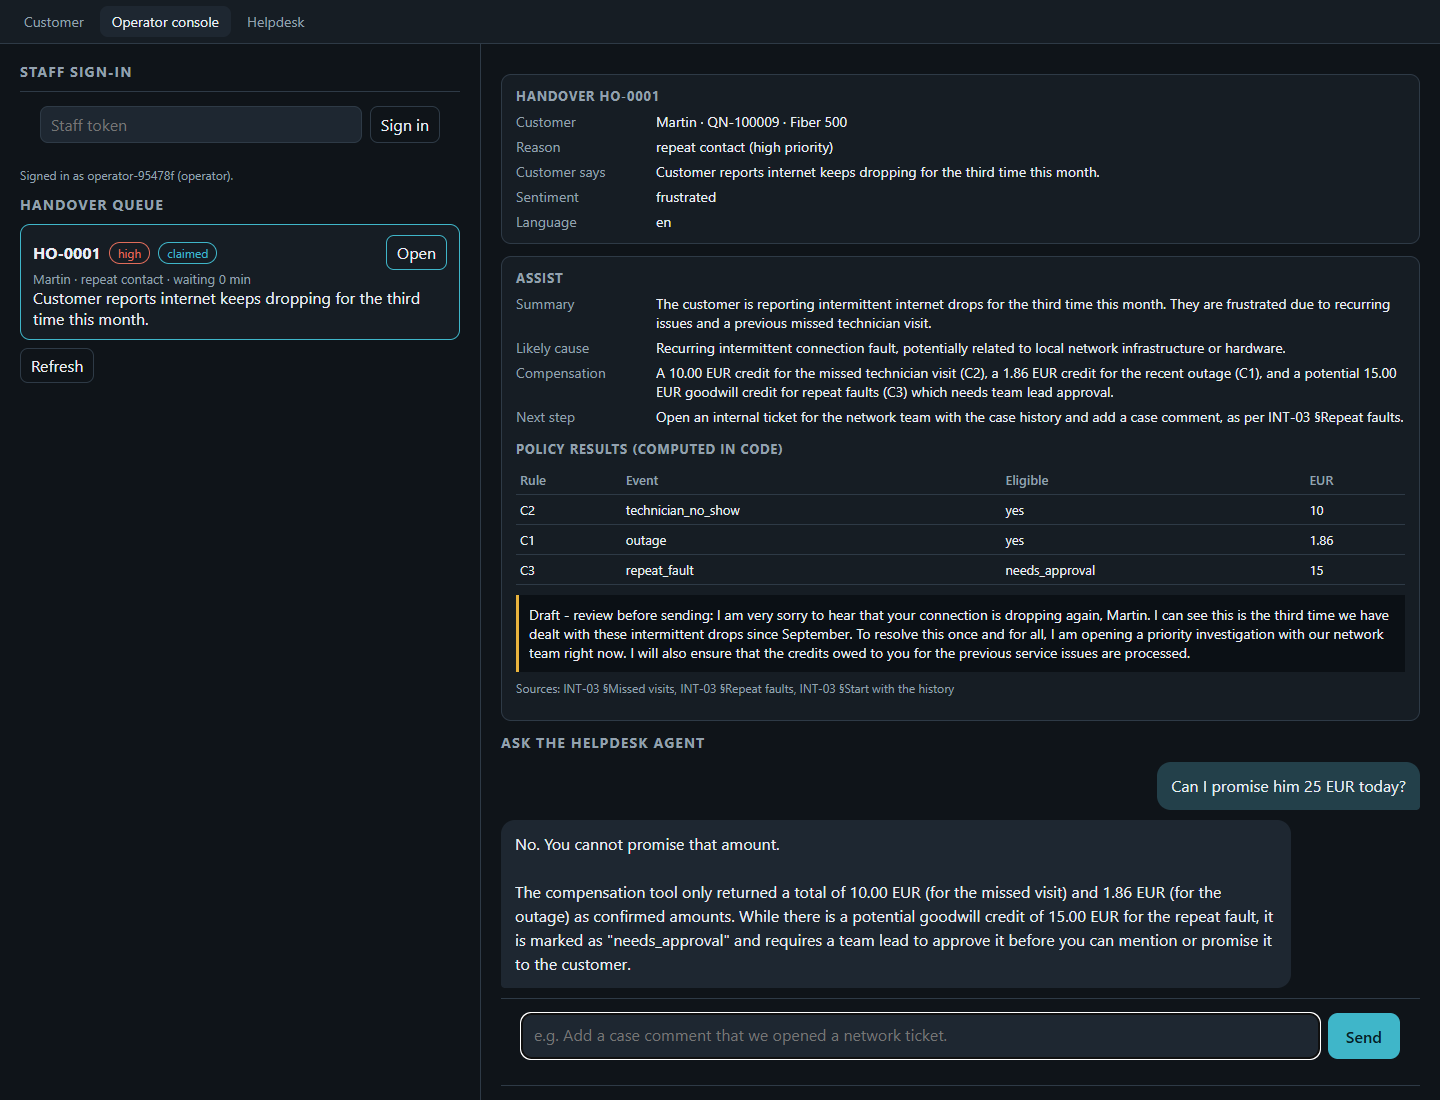 Customer
Operator console
Helpdesk
STAFF SIGN-IN
Staff token
Sign in
Signed in as operator-95478f (operator).
HANDOVER QUEUE
HO-0001 high claimed
Open
Martin · repeat contact · waiting 0 min
Customer reports internet keeps dropping for the third
time this month.
Refresh
HANDOVER HO-0001
Customer Martin · QN-100009 · Fiber 500
Reason repeat contact (high priority)
Customer says Customer reports internet keeps dropping for the third time this month.
Sentiment frustrated
Language en
ASSIST
Summary The customer is reporting intermittent internet drops for the third time this month. They are frustrated due to recurring
issues and a previous missed technician visit.
Likely cause Recurring intermittent connection fault, potentially related to local network infrastructure or hardware.
Compensation A 10.00 EUR credit for the missed technician visit (C2), a 1.86 EUR credit for the recent outage (C1), and a potential 15.00
EUR goodwill credit for repeat faults (C3) which needs team lead approval.
Next step Open an internal ticket for the network team with the case history and add a case comment, as per INT-03 §Repeat faults.
POLICY RESULTS (COMPUTED IN CODE)
Rule Event Eligible EUR
C2 technician_no_show yes 10
C1 outage yes 1.86
C3 repeat_fault needs_approval 15
Draft - review before sending: I am very sorry to hear that your connection is dropping again, Martin. I can see this is the third time we have
dealt with these intermittent drops since September. To resolve this once and for all, I am opening a priority investigation with our network
team right now. I will also ensure that the credits owed to you for the previous service issues are processed.
Sources: INT-03 §Missed visits, INT-03 §Repeat faults, INT-03 §Start with the history
ASK THE HELPDESK AGENT
Can I promise him 25 EUR today?
No. You cannot promise that amount.
The compensation tool only returned a total of 10.00 EUR (for the missed visit) and 1.86 EUR (for the
outage) as confirmed amounts. While there is a potential goodwill credit of 15.00 EUR for the repeat fault, it
is marked as "needs_approval" and requires a team lead to approve it before you can mention or promise it
to the customer.
e.g. Add a case comment that we opened a network ticket.
Send